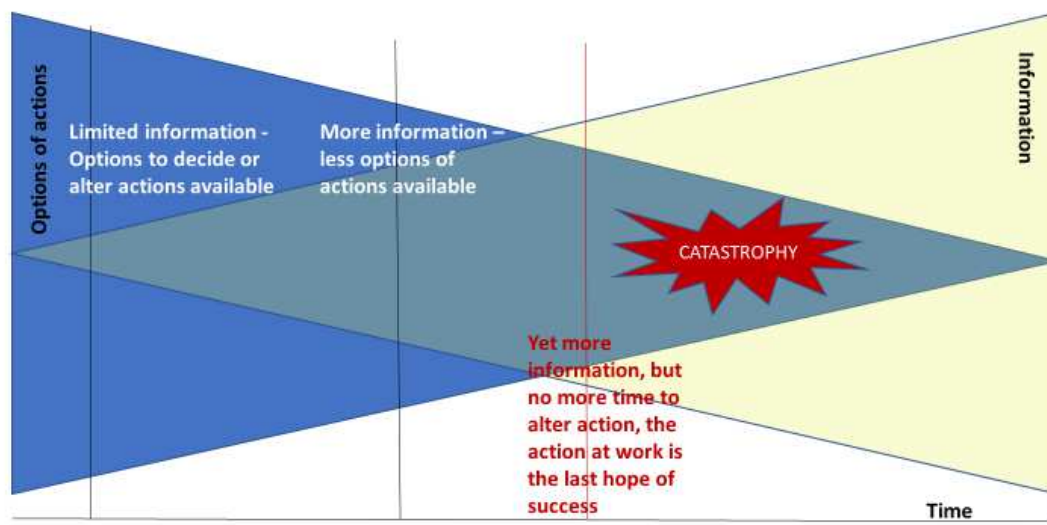 Options of actions
Limited information -
Options to decide or
alter actions available
More information –
less options of
actions available
Information
CATASTROPHY
Yet more
information, but
no more time to
alter action, the
action at work is
the last hope of
success
Time